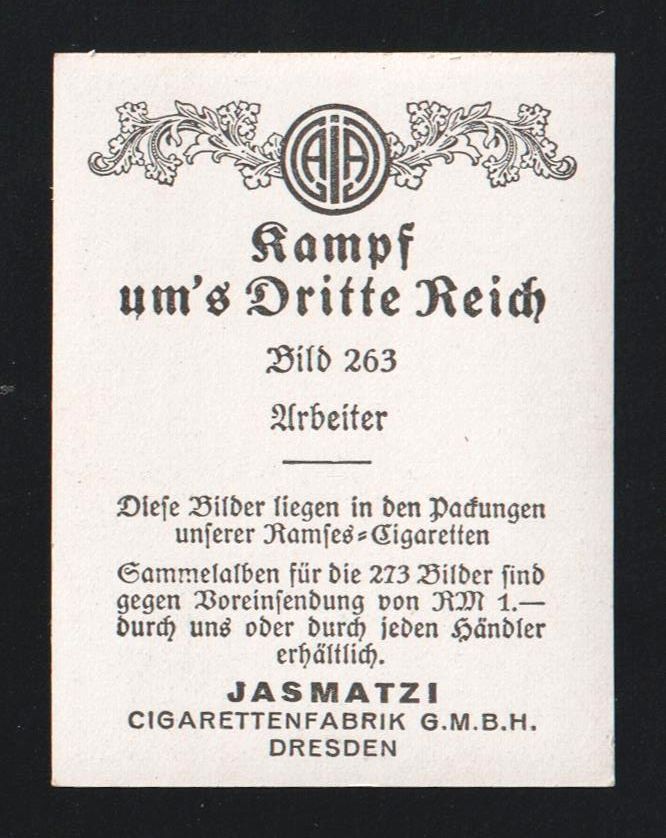 Kampf
um's Dritte Reich
Bild 263
Arbeiter
Diese Bilder liegen in den Packungen
unserer Ramses-Cigaretten
Sammelalben für die 273 Bilder sind
gegen Voreinsendung von RM 1.—
durch uns oder durch jeden Händler
erhältlich.
JASMATZI
CIGARETTENFABRIK G.M.B.H.
DRESDEN